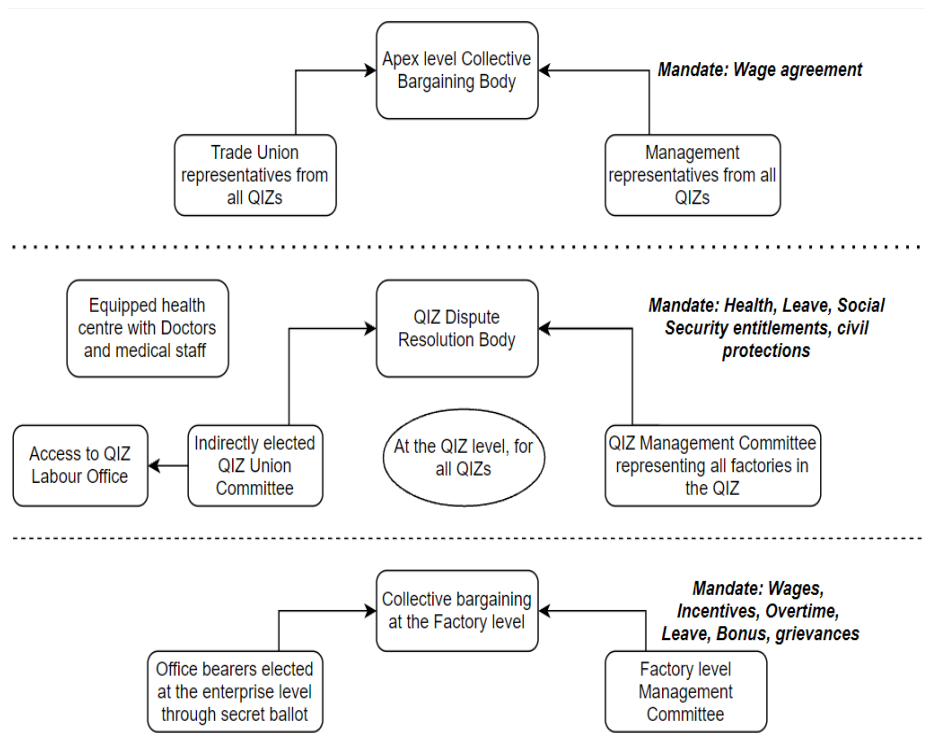 Apex level Collective
Bargaining Body
Mandate: Wage agreement
Trade Union
representatives from
all QIZs
Management
representatives from all
QIZs
Equipped health
centre with Doctors
and medical staff
QIZ Dispute
Resolution Body
Mandate: Health, Leave, Social
Security entitlements, civil
protections
Access to QIZ
Labour Office
Indirectly elected
QIZ Union
Committee
At the QIZ level, for
all QIZs
QIZ Management Committee
representing all factories in
the QIZ
Collective bargaining
at the Factory level
Mandate: Wages,
Incentives, Overtime,
Leave, Bonus, grievances
Office bearers elected
at the enterprise level
through secret ballot
Factory level
Management
Committee